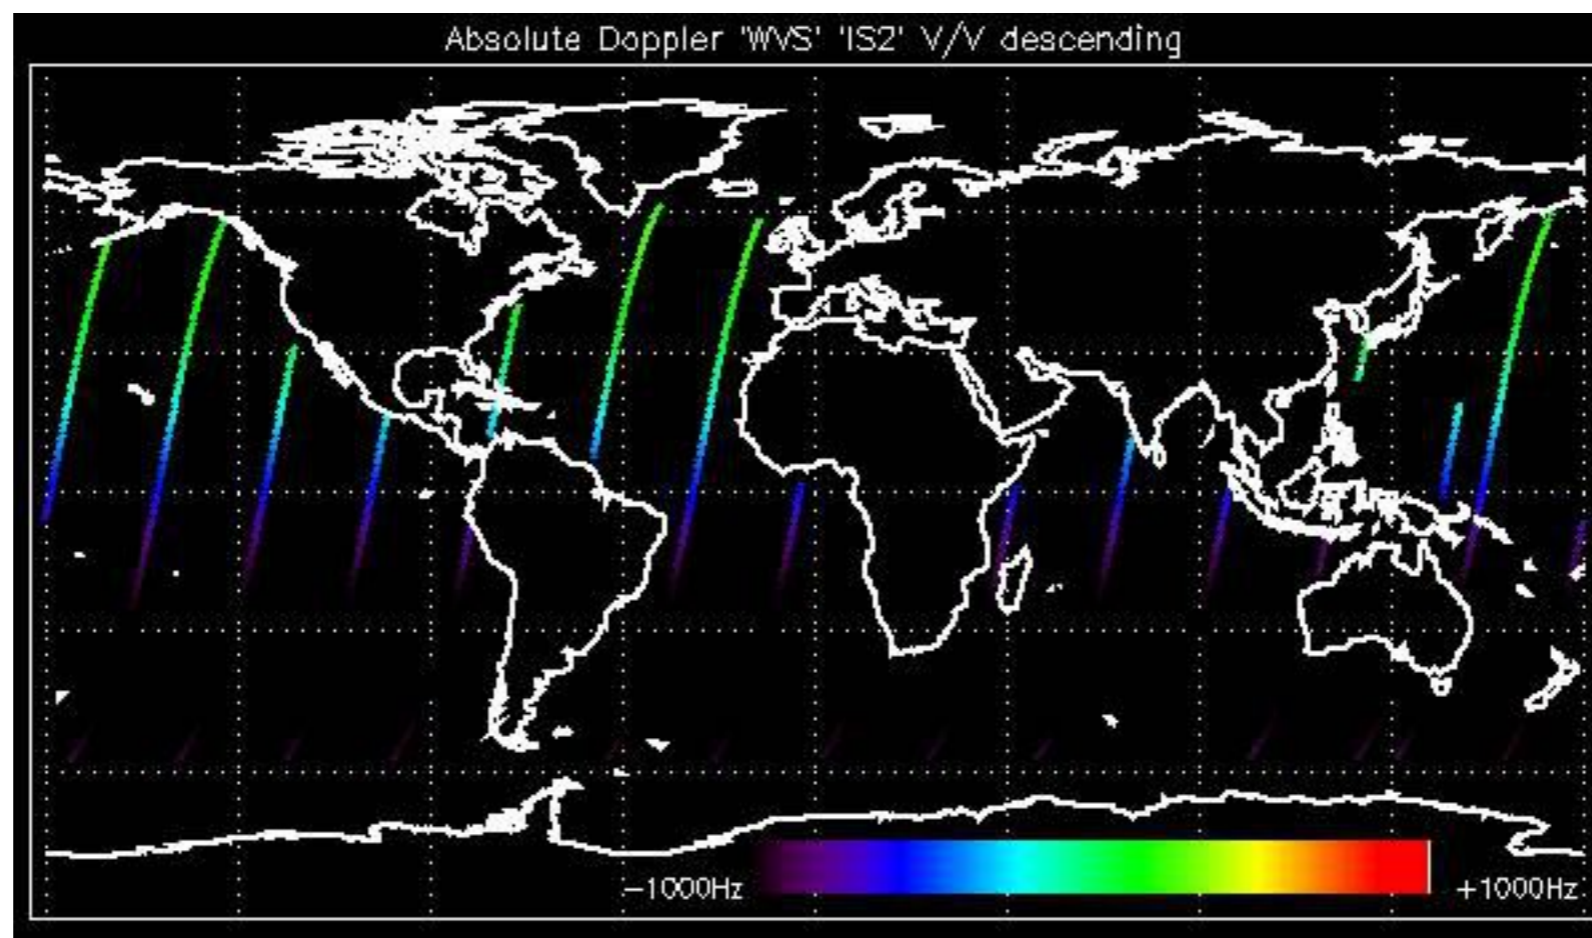 Absolute Doppler 'WVS' 'IS2' V/V descending
−1000Hz
+1000Hz